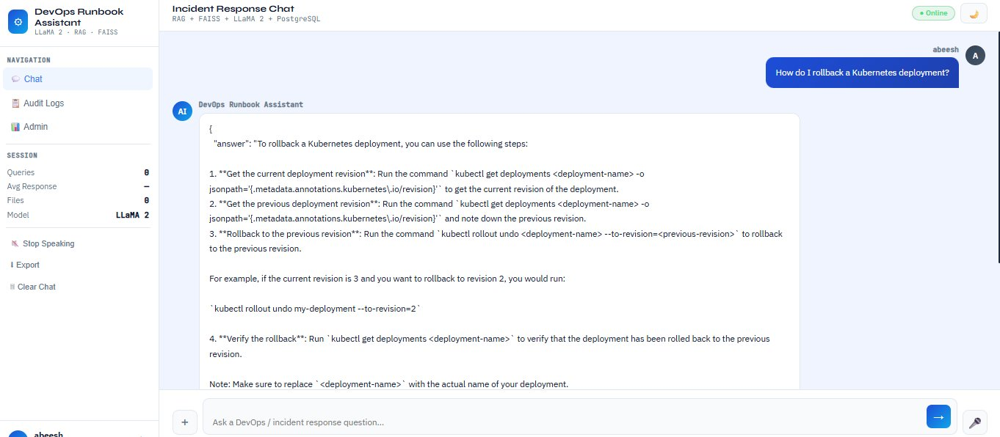 DevOps Runbook
Assistant
LLaMA 2 · RAG · FAISS
NAVIGATION
Chat
Audit Logs
Admin
SESSION
Queries 0
Avg Response —
Files 0
Model LLaMA 2
Stop Speaking
Export
Clear Chat
abeesh
Incident Response Chat
RAG + FAISS + LLaMA 2 + PostgreSQL
Online
abeesh
A
How do I rollback a Kubernetes deployment?
AI
DevOps Runbook Assistant
{
"answer": "To rollback a Kubernetes deployment, you can use the following steps:
1. **Get the current deployment revision**: Run the command `kubectl get deployments <deployment-name> -o
jsonpath='{.metadata.annotations.kubernetes\.io/revision}'` to get the current revision of the deployment.
2. **Get the previous deployment revision**: Run the command `kubectl get deployments <deployment-name> -o
jsonpath='{.metadata.annotations.kubernetes\.io/revision}'` and note down the previous revision.
3. **Rollback to the previous revision**: Run the command `kubectl rollout undo <deployment-name> --to-revision=<previous-revision>` to rollback
to the previous revision.
For example, if the current revision is 3 and you want to rollback to revision 2, you would run:
`kubectl rollout undo my-deployment --to-revision=2`
4. **Verify the rollback**: Run `kubectl get deployments <deployment-name>` to verify that the deployment has been rolled back to the previous
revision.
Note: Make sure to replace `<deployment-name>` with the actual name of your deployment.
+
Ask a DevOps / incident response question...
→